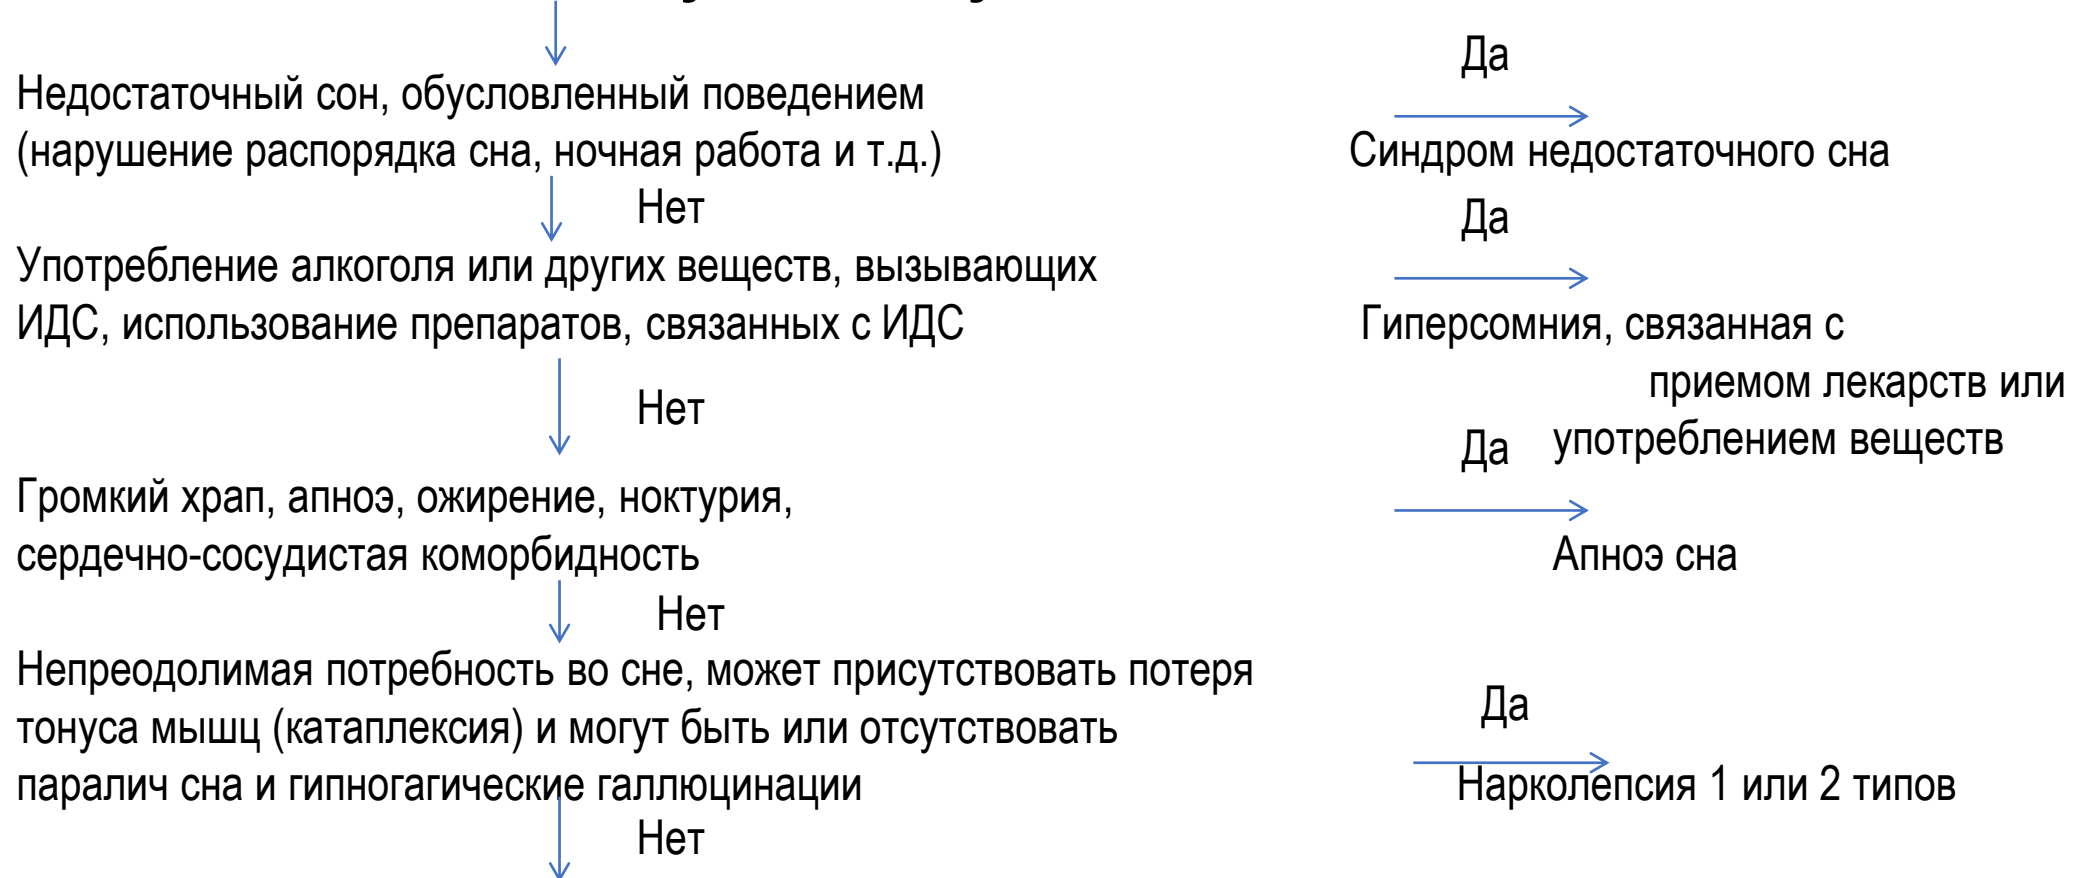 Да
Недостаточный сон, обусловленный поведением
(нарушение распорядка сна, ночная работа и т.д.)
Синдром недостаточного сна
Нет
Да
Употребление алкоголя или других веществ, вызывающих
ИДС, использование препаратов, связанных с ИДС
Гиперсомния, связанная с
приемом лекарств или
употреблением веществ
Нет
Да
Громкий храп, апноэ, ожирение, ноктурия,
сердечно-сосудистая коморбидность
Апноэ сна
Нет
Непреодолимая потребность во сне, может присутствовать потеря
тонуса мышц (катаплексия) и могут быть или отсутствовать
паралич сна и гипногагические галлюцинации
Да
Нарколепсия 1 или 2 типов
Нет